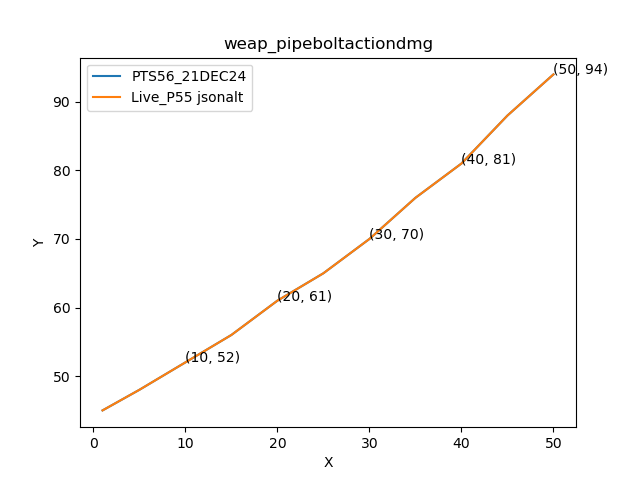 weap_pipeboltactiondmg
PTS56_21DEC24
Live_P55 jsonalt
(50, 94)
(40, 81)
(30, 70)
(20, 61)
(10, 52)
90
80
70
60
50
Y
0 10 20 30 40 50
X